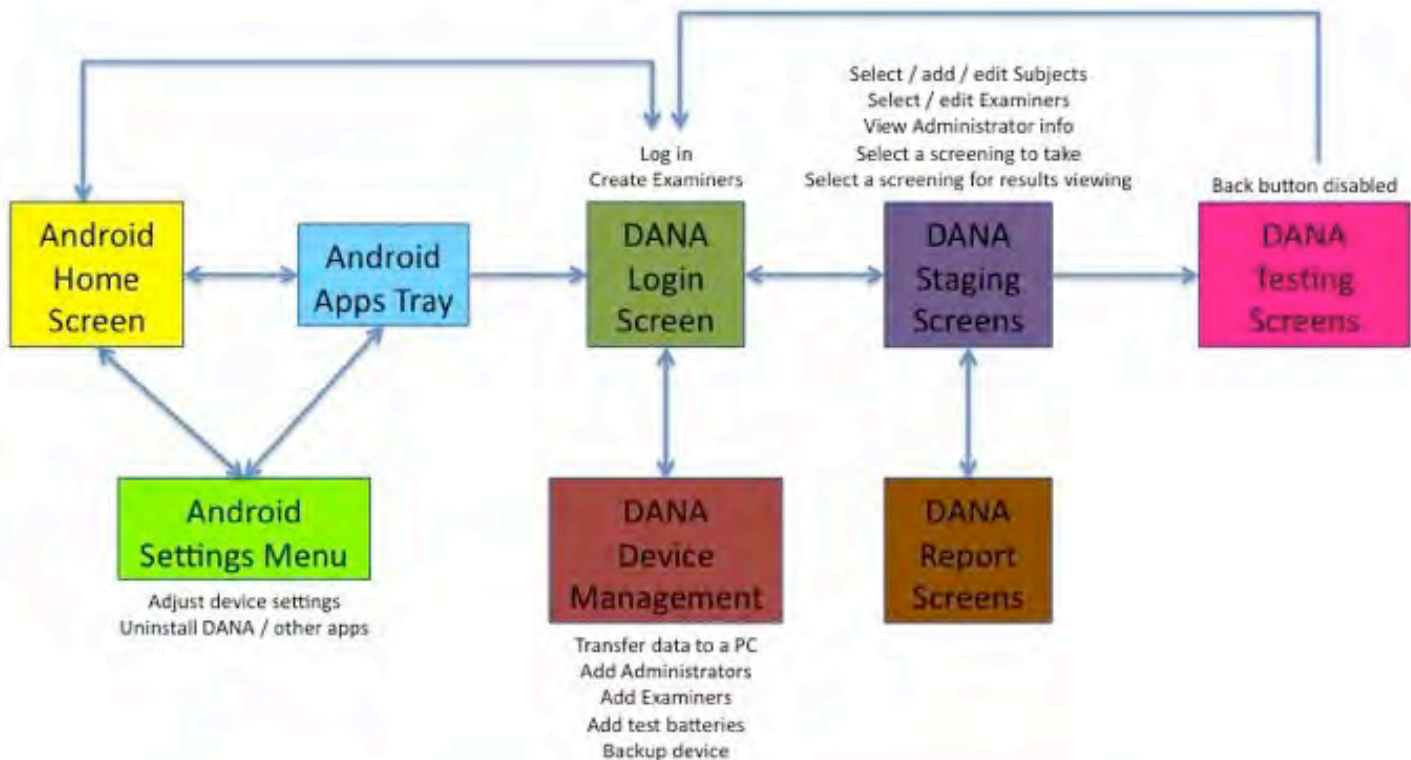 Select / add / edit Subjects
Select / edit Examiners
View Administrator info
Select a screening to take
Select a screening for results viewing
Log in
Create Examiners
Back button disabled
Android
Home
Screen
Android
Apps Tray
DANA
Login
Screen
DANA
Staging
Screens
DANA
Testing
Screens
Android
Settings Menu
Adjust device settings
Uninstall DANA / other apps
DANA
Device
Management
Transfer data to a PC
Add Administrators
Add Examiners
Add test batteries
Backup device
DANA
Report
Screens